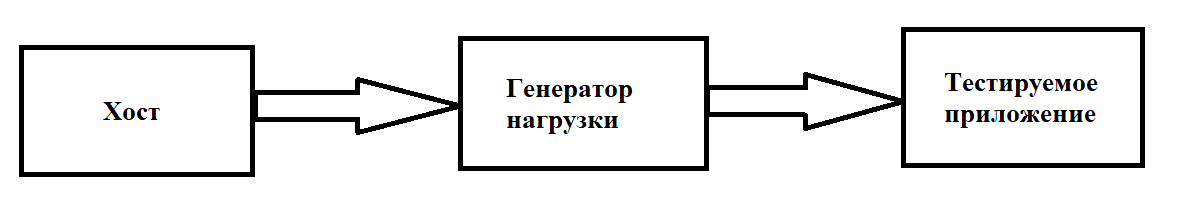 Хост
Генератор
нагрузки
Тестируемое
приложение